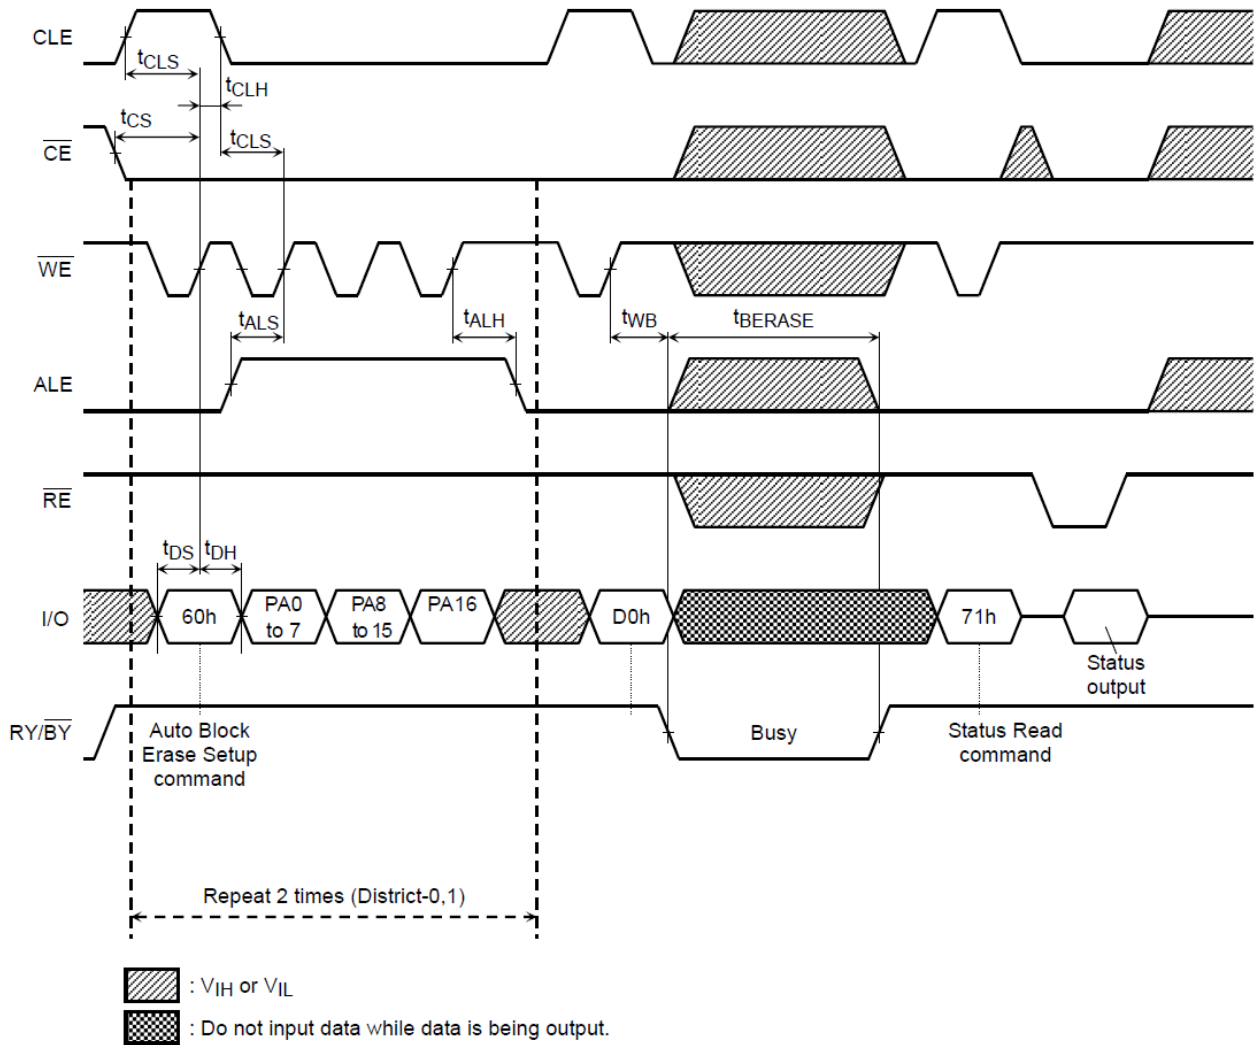 CLE
tCLS
tCLH
tCS
CE
tCLS
WE
tALS
tALH
tWB
tBERASE
ALE
RE
tDS
tDH
I/O
60h
PA0
to 7
PA8
to 15
PA16
D0h
71h
Status
output
RY/BY
Auto Block
Erase Setup
command
Busy
Status Read
command
Repeat 2 times (District-0,1)
: VIH or VIL
: Do not input data while data is being output.